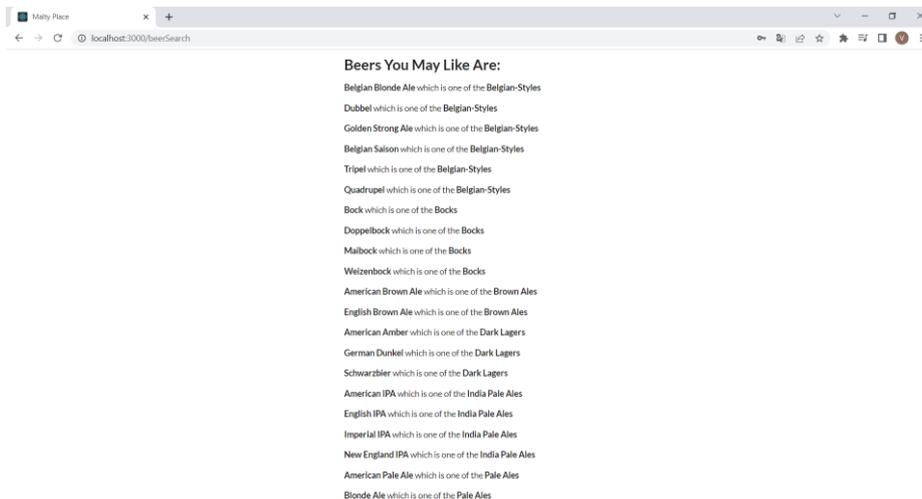 Malty Place
localhost:3000/beerSearch
V
Beers You May Like Are:
Belgian Blonde Ale which is one of the Belgian-Styles
Dubbel which is one of the Belgian-Styles
Golden Strong Ale which is one of the Belgian-Styles
Belgian Saison which is one of the Belgian-Styles
Tripel which is one of the Belgian-Styles
Quadrupel which is one of the Belgian-Styles
Bock which is one of the Bocks
Doppelbock which is one of the Bocks
Maibock which is one of the Bocks
Weizenbock which is one of the Bocks
American Brown Ale which is one of the Brown Ales
English Brown Ale which is one of the Brown Ales
American Amber which is one of the Dark Lagers
German Dunkel which is one of the Dark Lagers
Schwarzbier which is one of the Dark Lagers
American IPA which is one of the India Pale Ales
English IPA which is one of the India Pale Ales
Imperial IPA which is one of the India Pale Ales
New England IPA which is one of the India Pale Ales
American Pale Ale which is one of the Pale Ales
Blonde Ale which is one of the Pale Ales